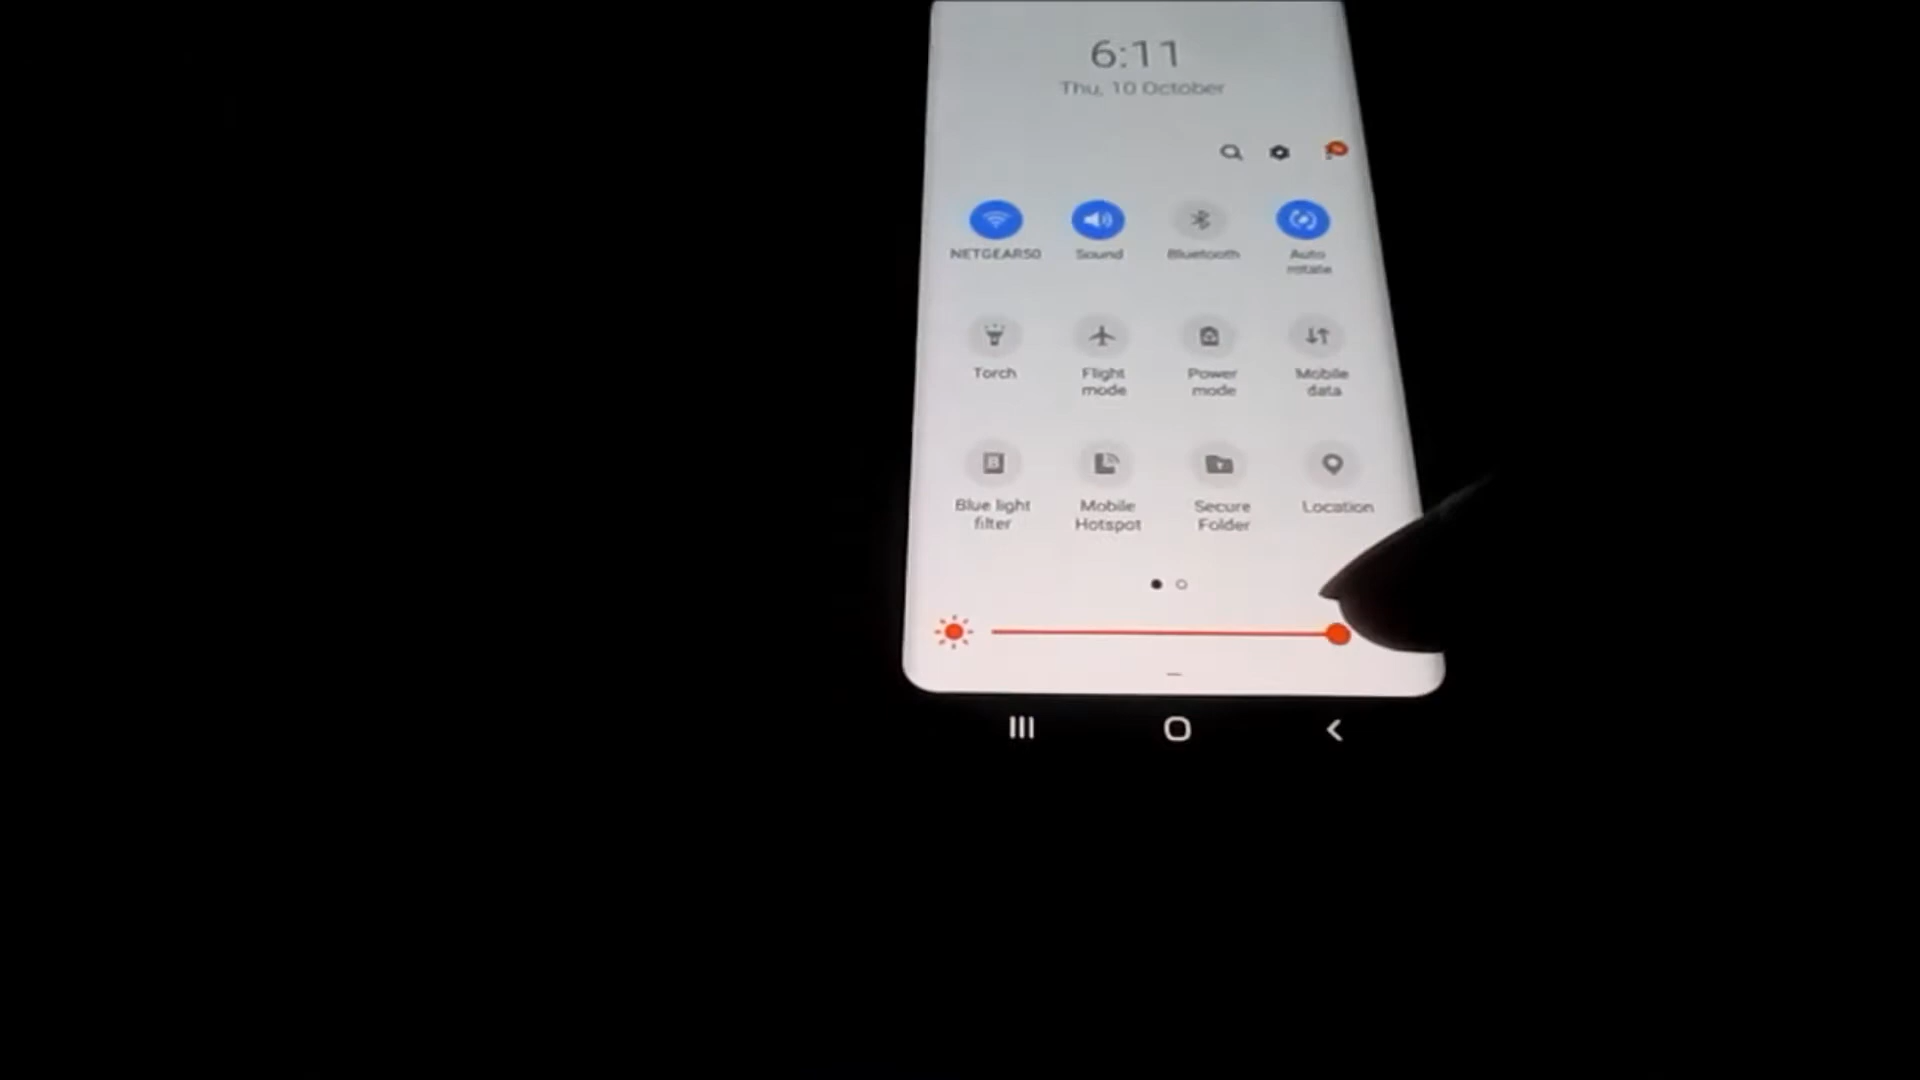 6:11
Thu, 10 October
NETGEAR50
Sound
Bluetooth
Auto
rotate
Torch
Flight
mode
Power
mode
Mobile
data
Blue light
filter
Mobile
Hotspot
Secure
Folder
Location